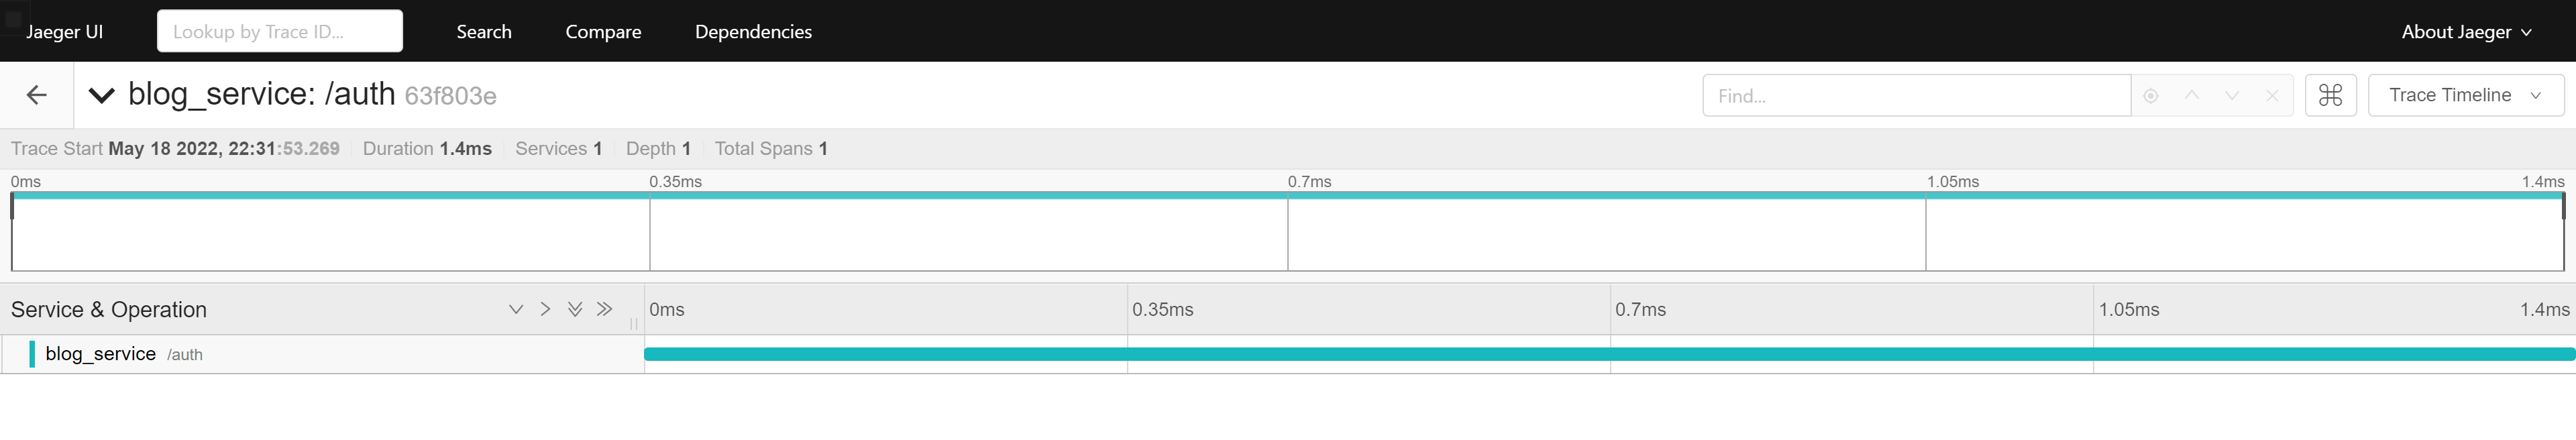 Jaeger UI Lookup by Trace ID... Search Compare Dependencies About Jaeger
blog_service: /auth 63f803e Find... Trace Timeline
Trace Start May 18 2022, 22:31:53.269 Duration 1.4ms Services 1 Depth 1 Total Spans 1
0ms 0.35ms 0.7ms 1.05ms 1.4ms
Service & Operation 0ms 0.35ms 0.7ms 1.05ms 1.4ms
blog_service /auth